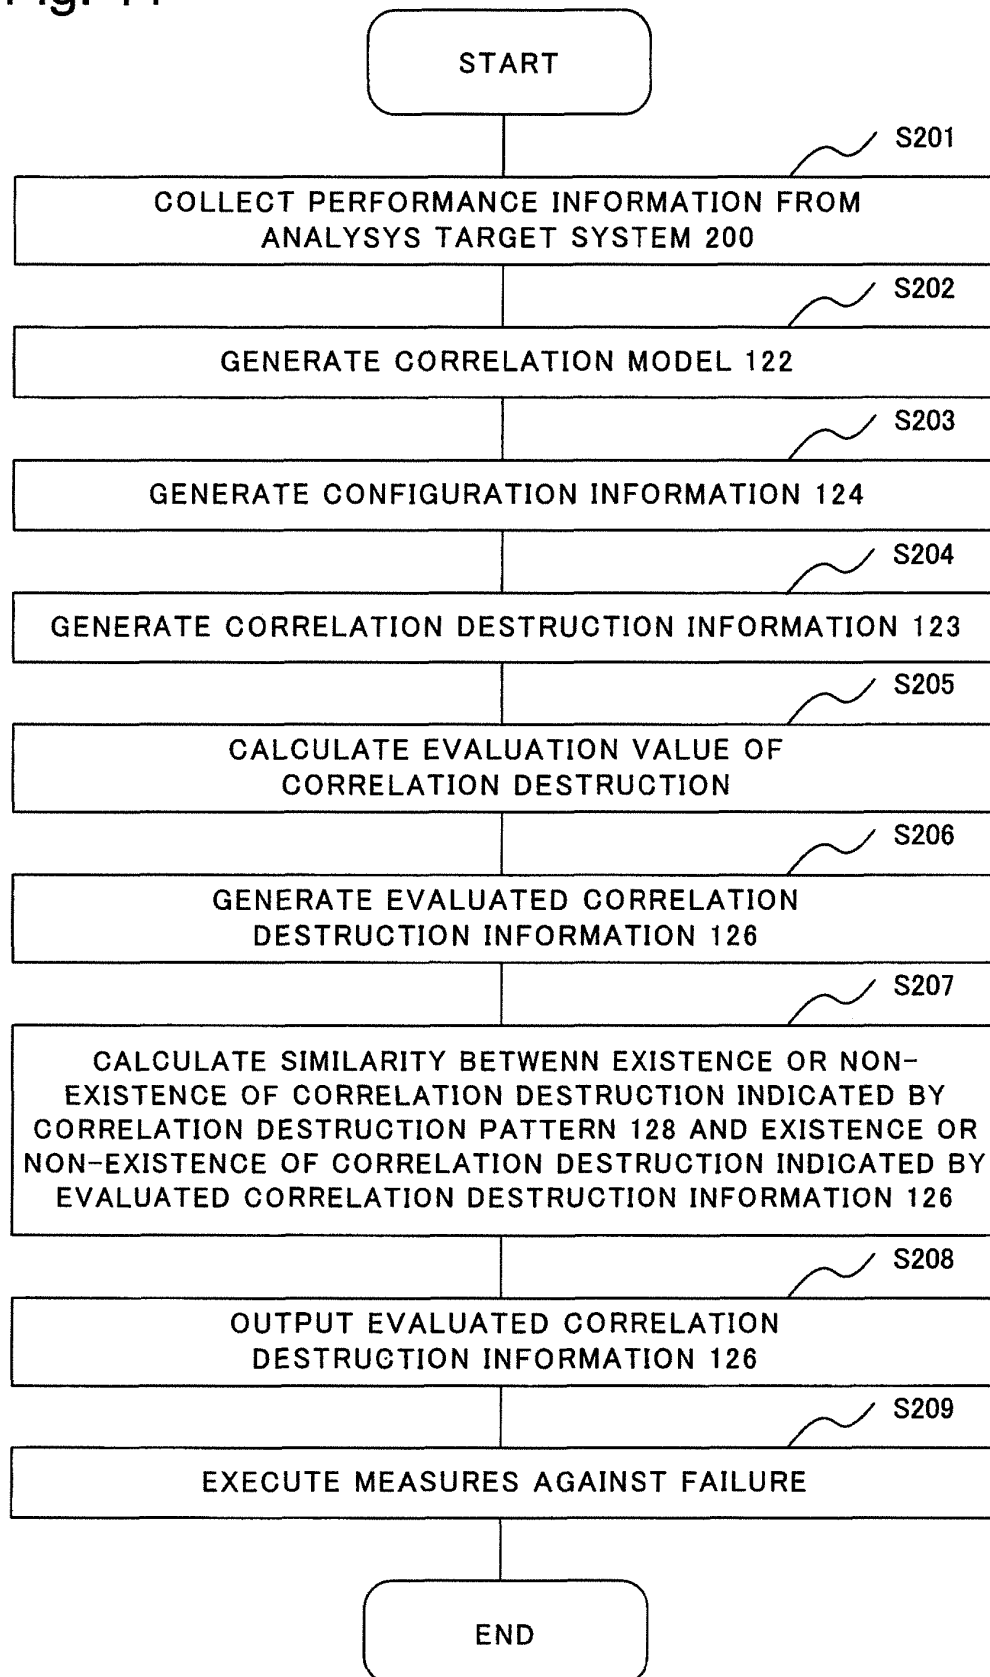 START
S201
COLLECT PERFORMANCE INFORMATION FROM
ANALYSYS TARGET SYSTEM 200
S202
GENERATE CORRELATION MODEL 122
S203
GENERATE CONFIGURATION INFORMATION 124
S204
GENERATE CORRELATION DESTRUCTION INFORMATION 123
S205
CALCULATE EVALUATION VALUE OF
CORRELATION DESTRUCTION
S206
GENERATE EVALUATED CORRELATION
DESTRUCTION INFORMATION 126
S207
CALCULATE SIMILARITY BETWENN EXISTENCE OR NON-
EXISTENCE OF CORRELATION DESTRUCTION INDICATED BY
CORRELATION DESTRUCTION PATTERN 128 AND EXISTENCE OR
NON-EXISTENCE OF CORRELATION DESTRUCTION INDICATED BY
EVALUATED CORRELATION DESTRUCTION INFORMATION 126
S208
OUTPUT EVALUATED CORRELATION
DESTRUCTION INFORMATION 126
S209
EXECUTE MEASURES AGAINST FAILURE
END